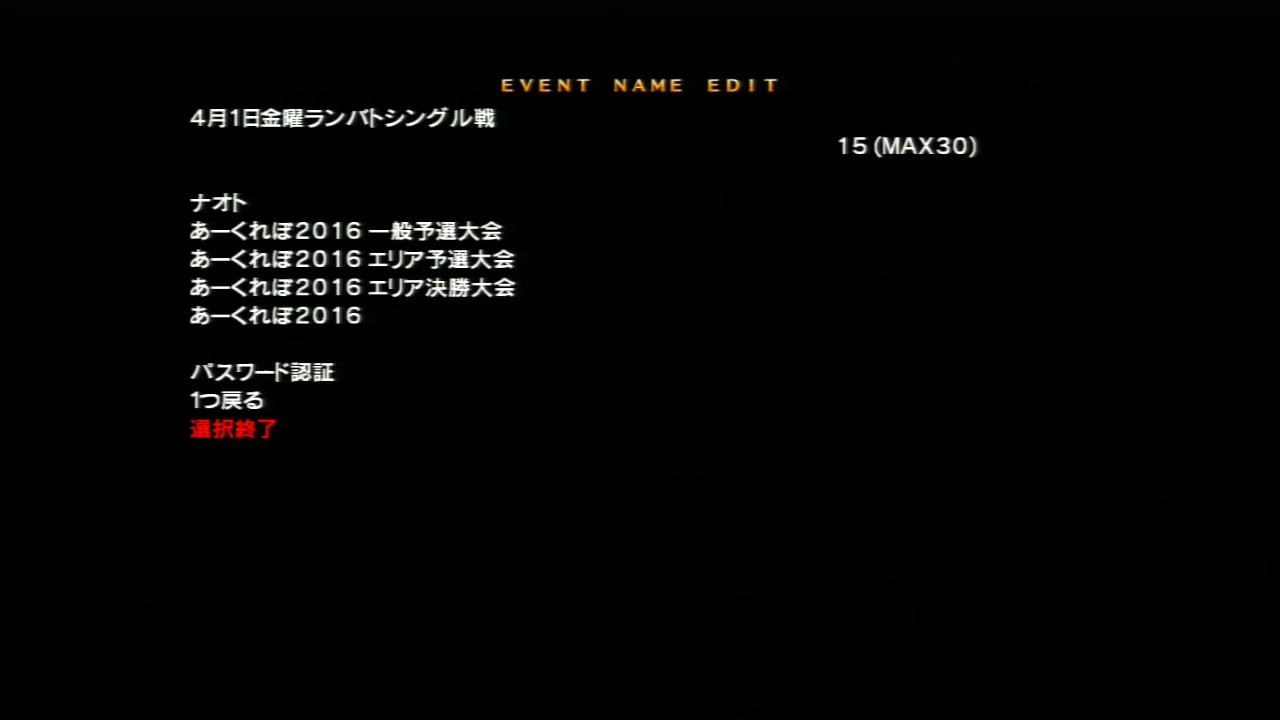 EVENT NAME EDIT
4月1日金曜ランバトシングル戦
15(MAX30)
ナオト
あーくれぼ2016 一般予選大会
あーくれぼ2016 エリア予選大会
あーくれぼ2016 エリア決勝大会
あーくれぼ2016
パスワード認証
1つ戻る
選択終了